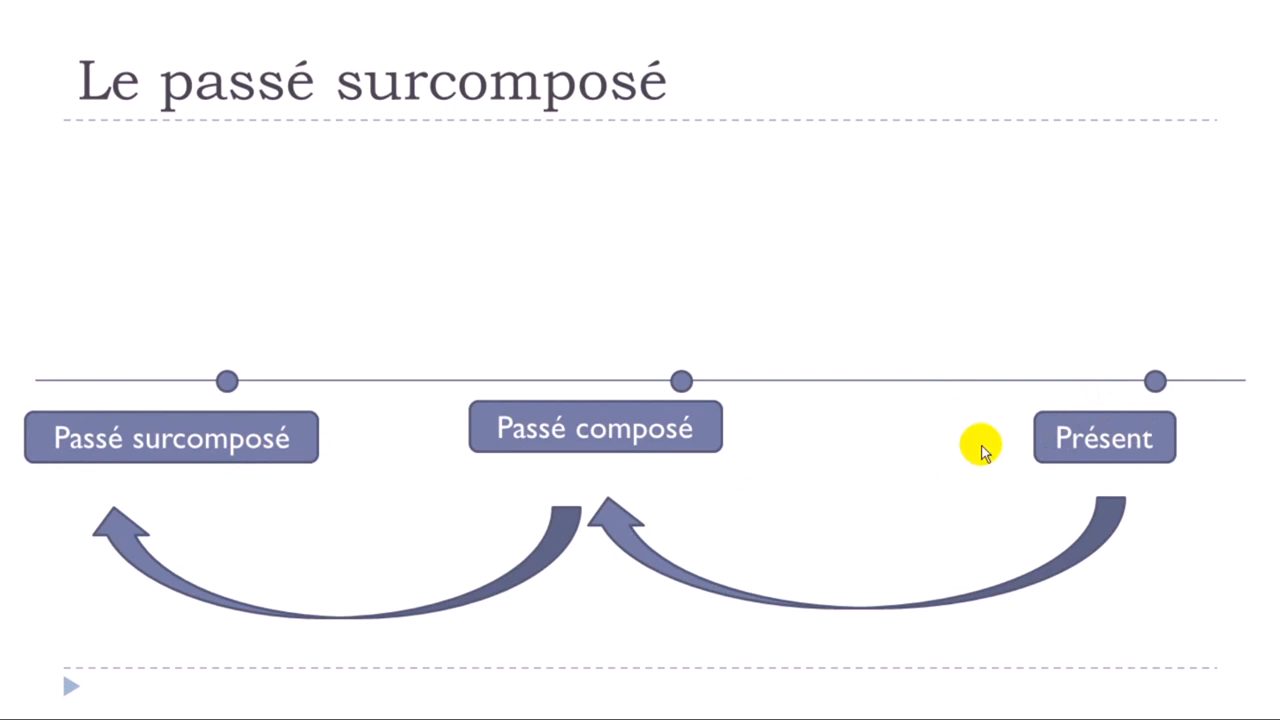 Le passé surcomposé
Passé surcomposé
Passé composé
Présent